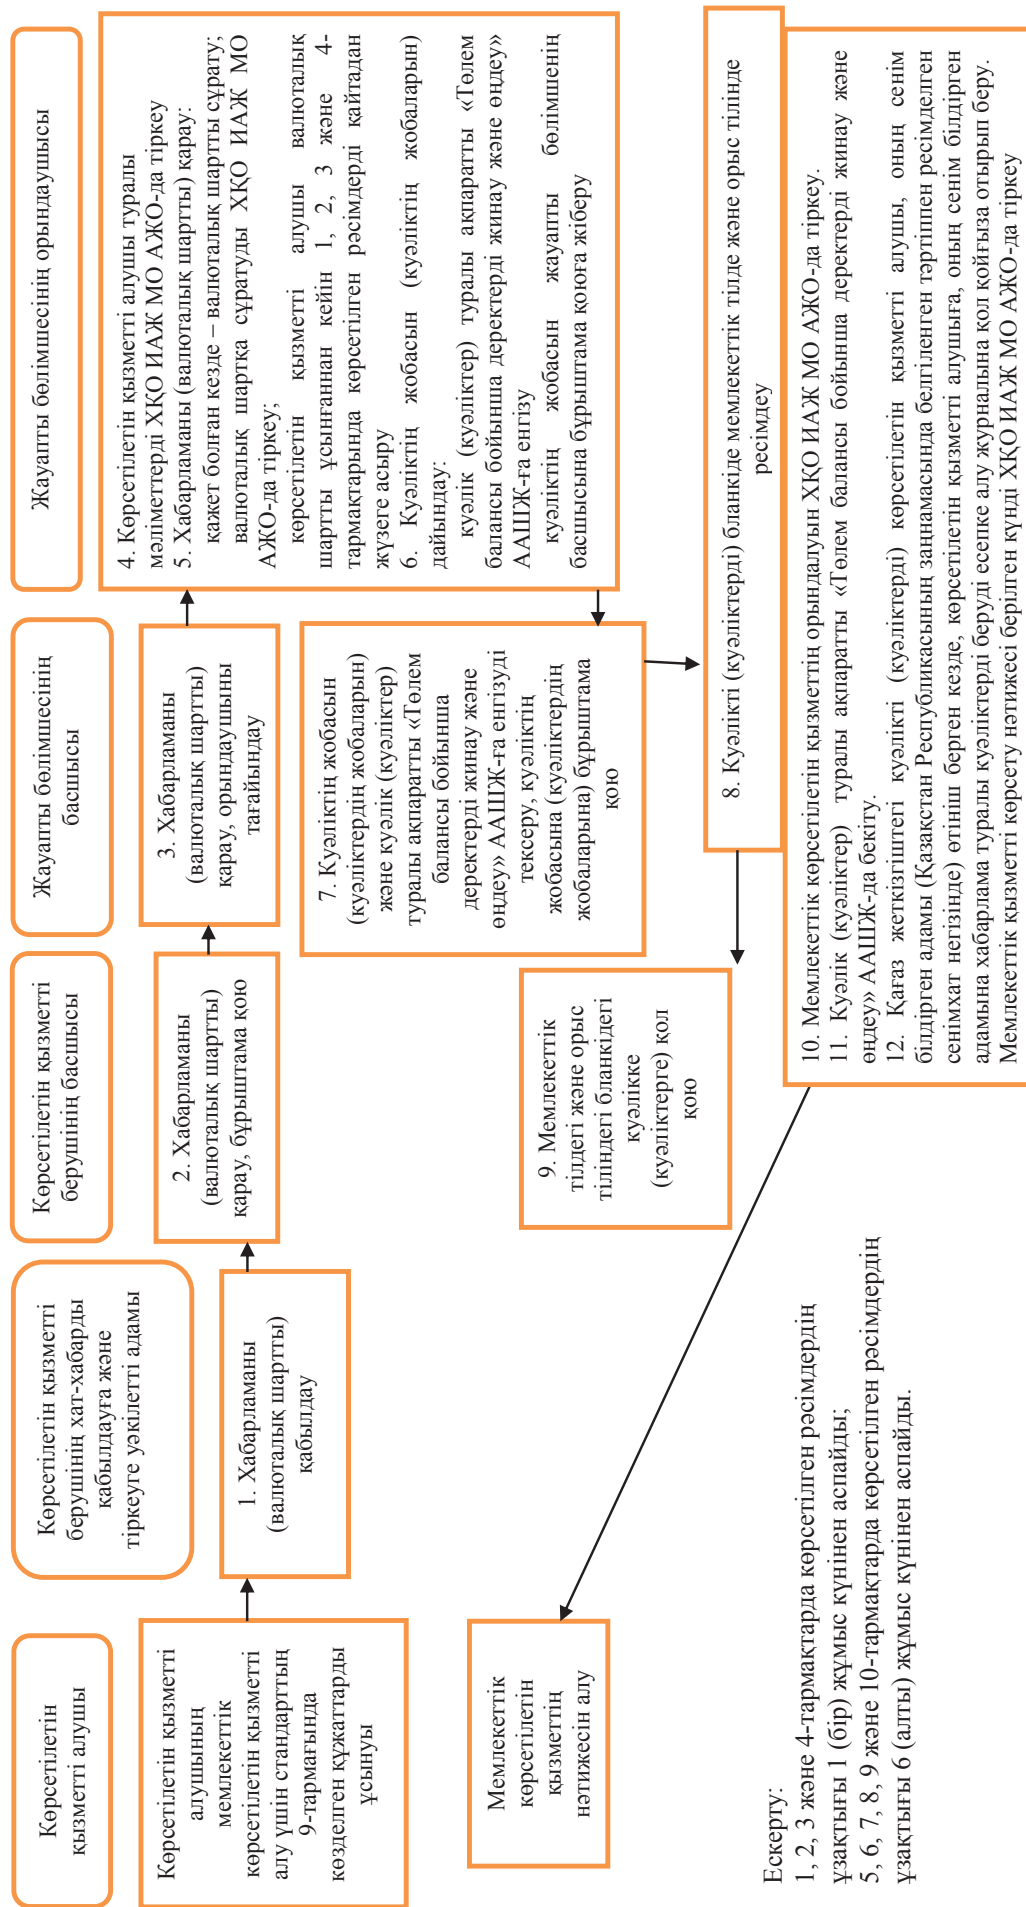 Көрсетілетін
қызметті алушы
Көрсетілетін қызметті
берушінің хат-хабарды
қабылдауға және
тіркеуге уәкілетті адамы
Көрсетілетін қызметті
берушінің басшысы
Жауапты бөлімшесінің
басшысы
Жауапты бөлімшесінің орындаушысы
Көрсетілетін қызметті
алушының
мемлекеттік
көрсетілетін қызметті
алу үшін стандарттың
9-тармағында
көзделген құжаттарды
ұсынуы
1. Хабарламаны
(валюталық шартты)
қабылдау
2. Хабарламаны
(валюталық шартты)
қарау, бұрыштама қою
3. Хабарламаны
(валюталық шартты)
қарау, орындаушыны
тағайындау
4. Көрсетілетін қызметті алушы туралы
мәліметтерді ХҚО ИАЖ МО АЖО-да тіркеу
5. Хабарламаны (валюталық шартты) қарау:
қажет болған кезде – валюталық шартты сұрату;
валюталық шартқа сұратуды ХҚО ИАЖ МО
АЖО-да тіркеу;
көрсетілетін қызметті алушы валюталық
шартты ұсынғаннан кейін 1, 2, 3 және 4-
тармақтарында көрсетілген рәсімдерді қайтадан
жүзеге асыру
6. Куәліктің жобасын (куәліктің жобаларын)
дайындау:
куәлік (куәліктер) туралы ақпаратты «Төлем
балансы бойынша деректерді жинау және өңдеу»
ААШЖ-ға енгізу
куәліктің жобасын жауапты бөлімшенің
басшысына бұрыштама қоюға жіберу
7. Куәліктің жобасын
(куәліктердің жобаларын)
және куәлік (куәліктер)
туралы ақпаратты «Төлем
балансы бойынша
деректерді жинау және
өңдеу» ААШЖ-ға енгізуді
тексеру, куәліктің
жобасына (куәліктердің
жобаларына) бұрыштама
қою
8. Куәлікті (куәліктерді) бланкіде мемлекеттік тілде және орыс тілінде
ресімдеу
9. Мемлекеттік
тілдегі және орыс
тіліндегі бланкідегі
куәлікке
(куәліктерге) қол
қою
10. Мемлекеттік көрсетілетін қызметтің орындалуын ХҚО ИАЖ МО АЖО-да тіркеу.
11. Куәлік (куәліктер) туралы ақпаратты «Төлем балансы бойынша деректерді жинау және
өңдеу» ААШЖ-да бекіту.
12. Қағаз жеткізгіштегі куәлікті (куәліктерді) көрсетілетін қызметті алушы, оның сенім
білдірген адамы (Қазақстан Республикасының заңнамасында белгіленген тәртіппен ресімделген
сенімхат негізінде) өтініш берген кезде, көрсетілетін қызметті алушыға, оның сенім білдірген
адамына хабарлама туралы куәліктерді беруді есепке алу журналына қол қойғыза отырып беру.
Мемлекеттік қызметті көрсету нәтижесі берілген күнді ХҚО ИАЖ МО АЖО-да тіркеу
Мемлекеттік
көрсетілетін
қызметтің
нәтижесін алу
Ескерту:
1, 2, 3 және 4-тармақтарда көрсетілген рәсімдердің
ұзақтығы 1 (бір) жұмыс күнінен аспайды;
5, 6, 7, 8, 9 және 10-тармақтарда көрсетілген рәсімдердің
ұзақтығы 6 (алты) жұмыс күнінен аспайды.